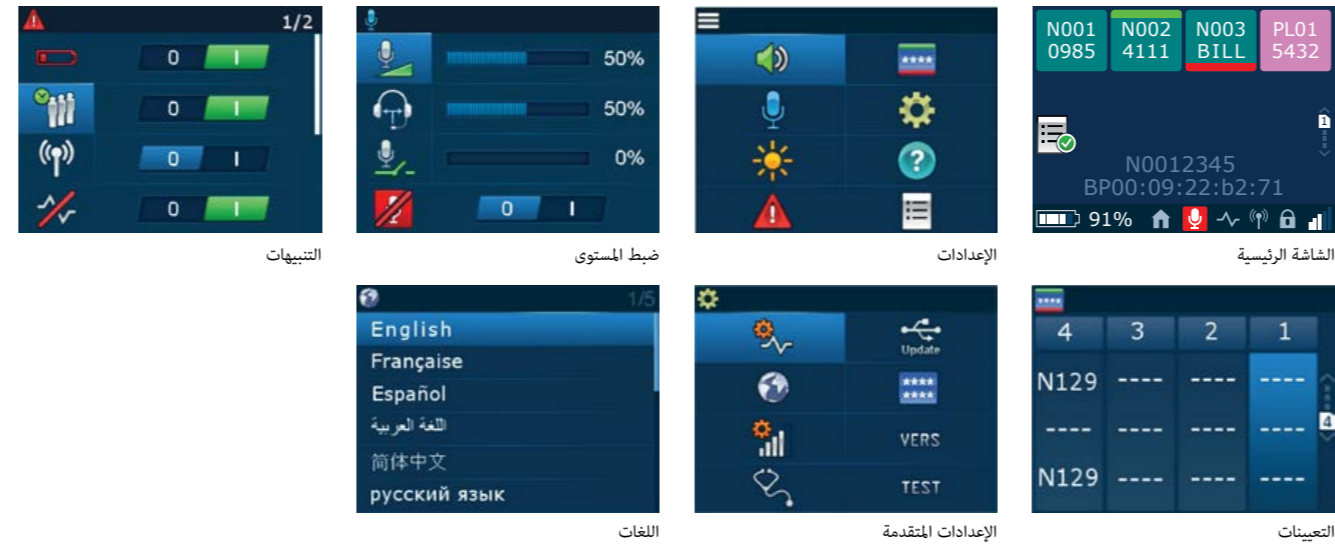 N001 N002 N003 PL01
0985 4111 BILL 5432
1
N0012345
BP00:09:22:b2:71
91%
الشاشة الرئيسية
****
?
الإعدادات
50%
50%
0%
0 I
ضبط المستوى
1/2
0 I
0 I
0 I
0 I
التنبيهات
****
4 3 2 1
N129 ---- ---- ----
---- ---- ---- ----
4
N129 ---- ---- ----
التعيينات
Update
****
****
VERS
TEST
الإعدادات المتقدمة
1/5
English
Française
Español
اللغة العربية
简体中文
русский язык
اللغات